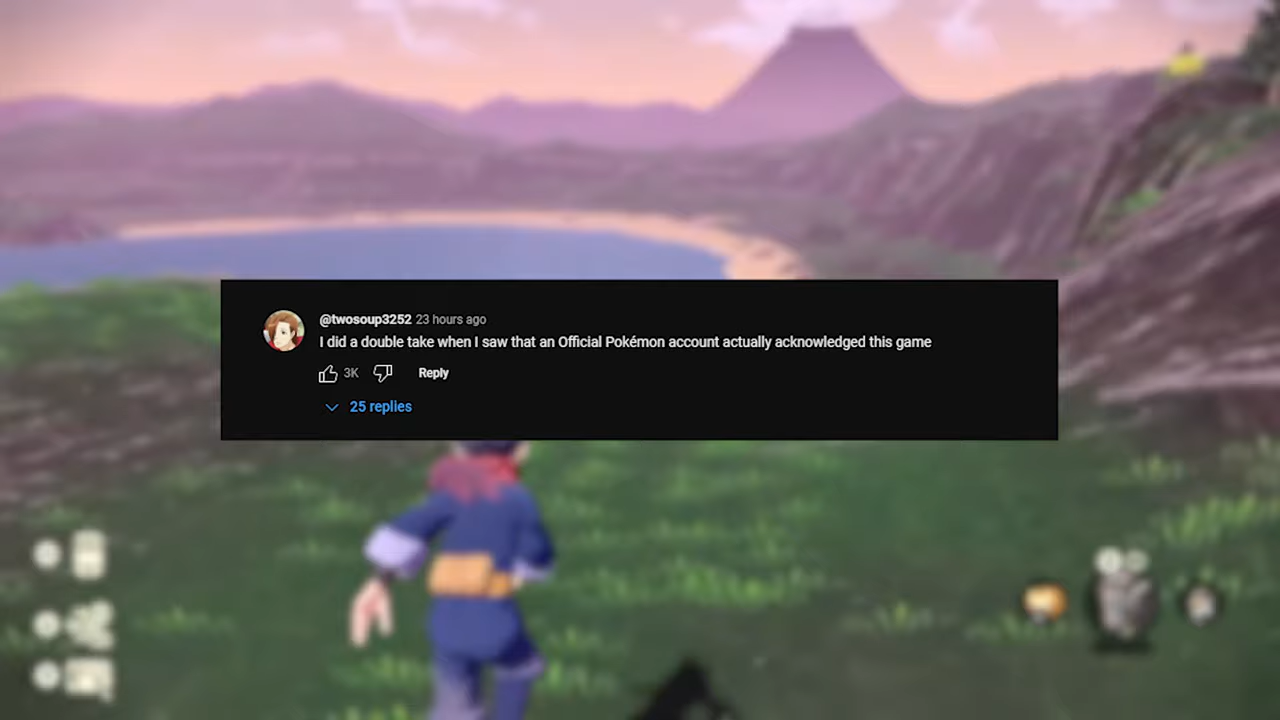 @twosoup3252 23 hours ago
I did a double take when I saw that an Official Pokémon account actually acknowledged this game
3K Reply
25 replies